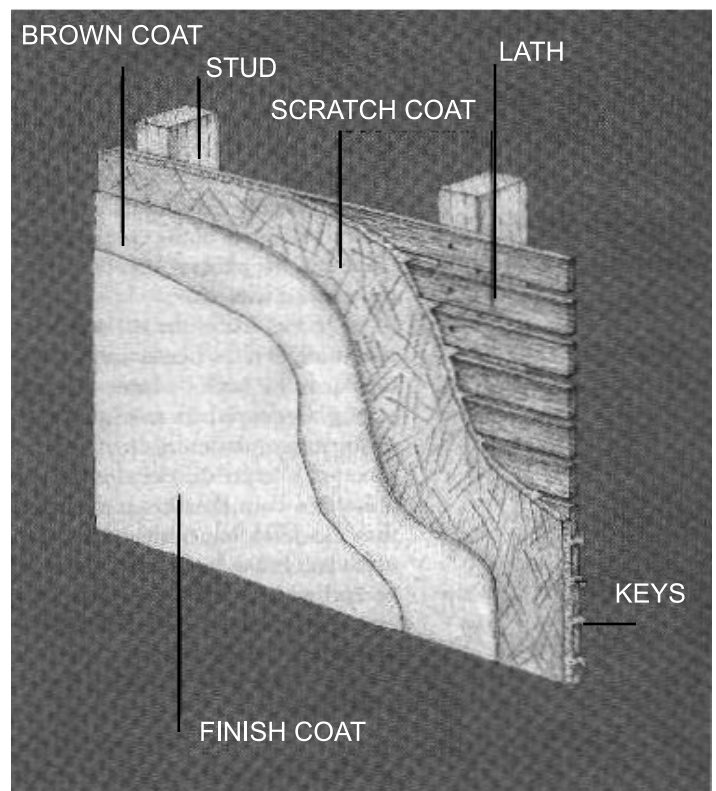 BROWN COAT
STUD
LATH
SCRATCH COAT
KEYS
FINISH COAT